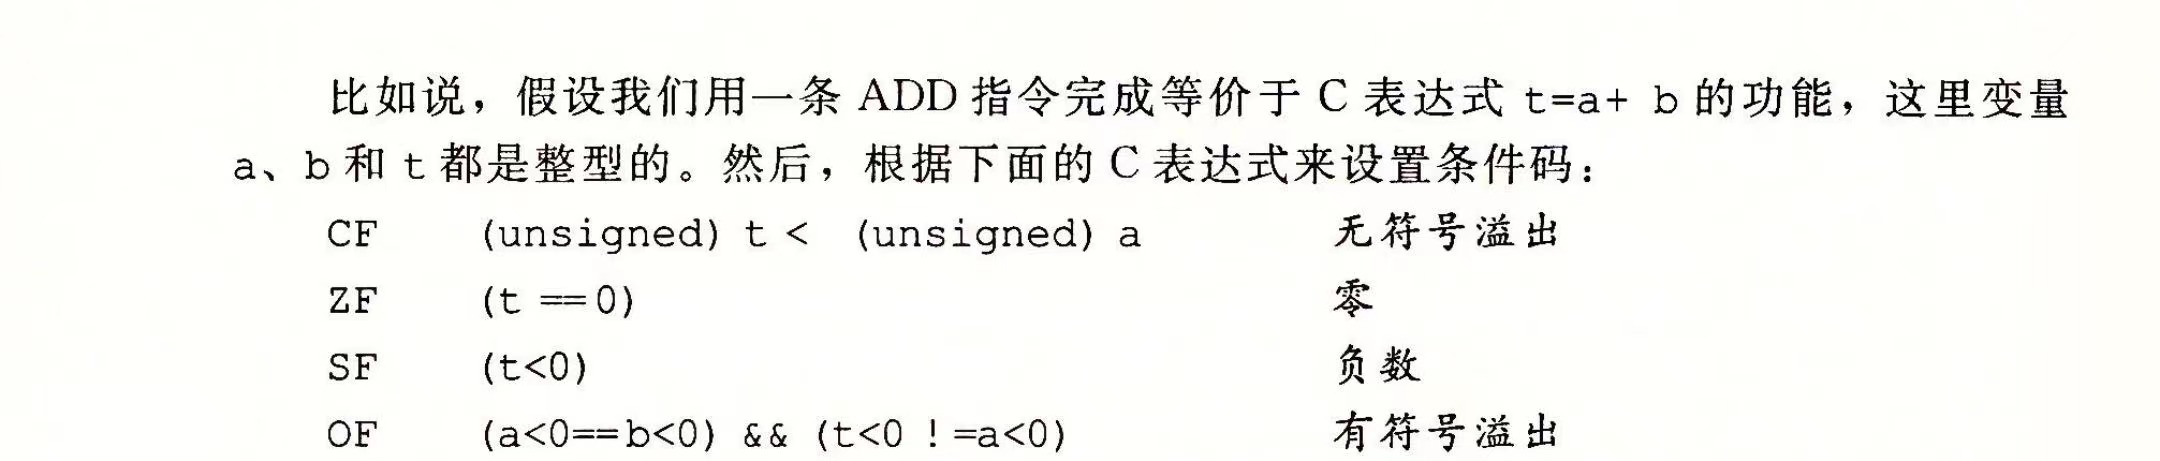 比如说，假设我们用一条 ADD 指令完成等价于 C 表达式 t=a+ b 的功能，这里变量
a、b 和 t 都是整型的。然后，根据下面的 C 表达式来设置条件码：
CF (unsigned) t < (unsigned) a 无符号溢出
ZF (t == 0) 零
SF (t<0) 负数
OF (a<0==b<0) && (t<0 ! =a<0) 有符号溢出